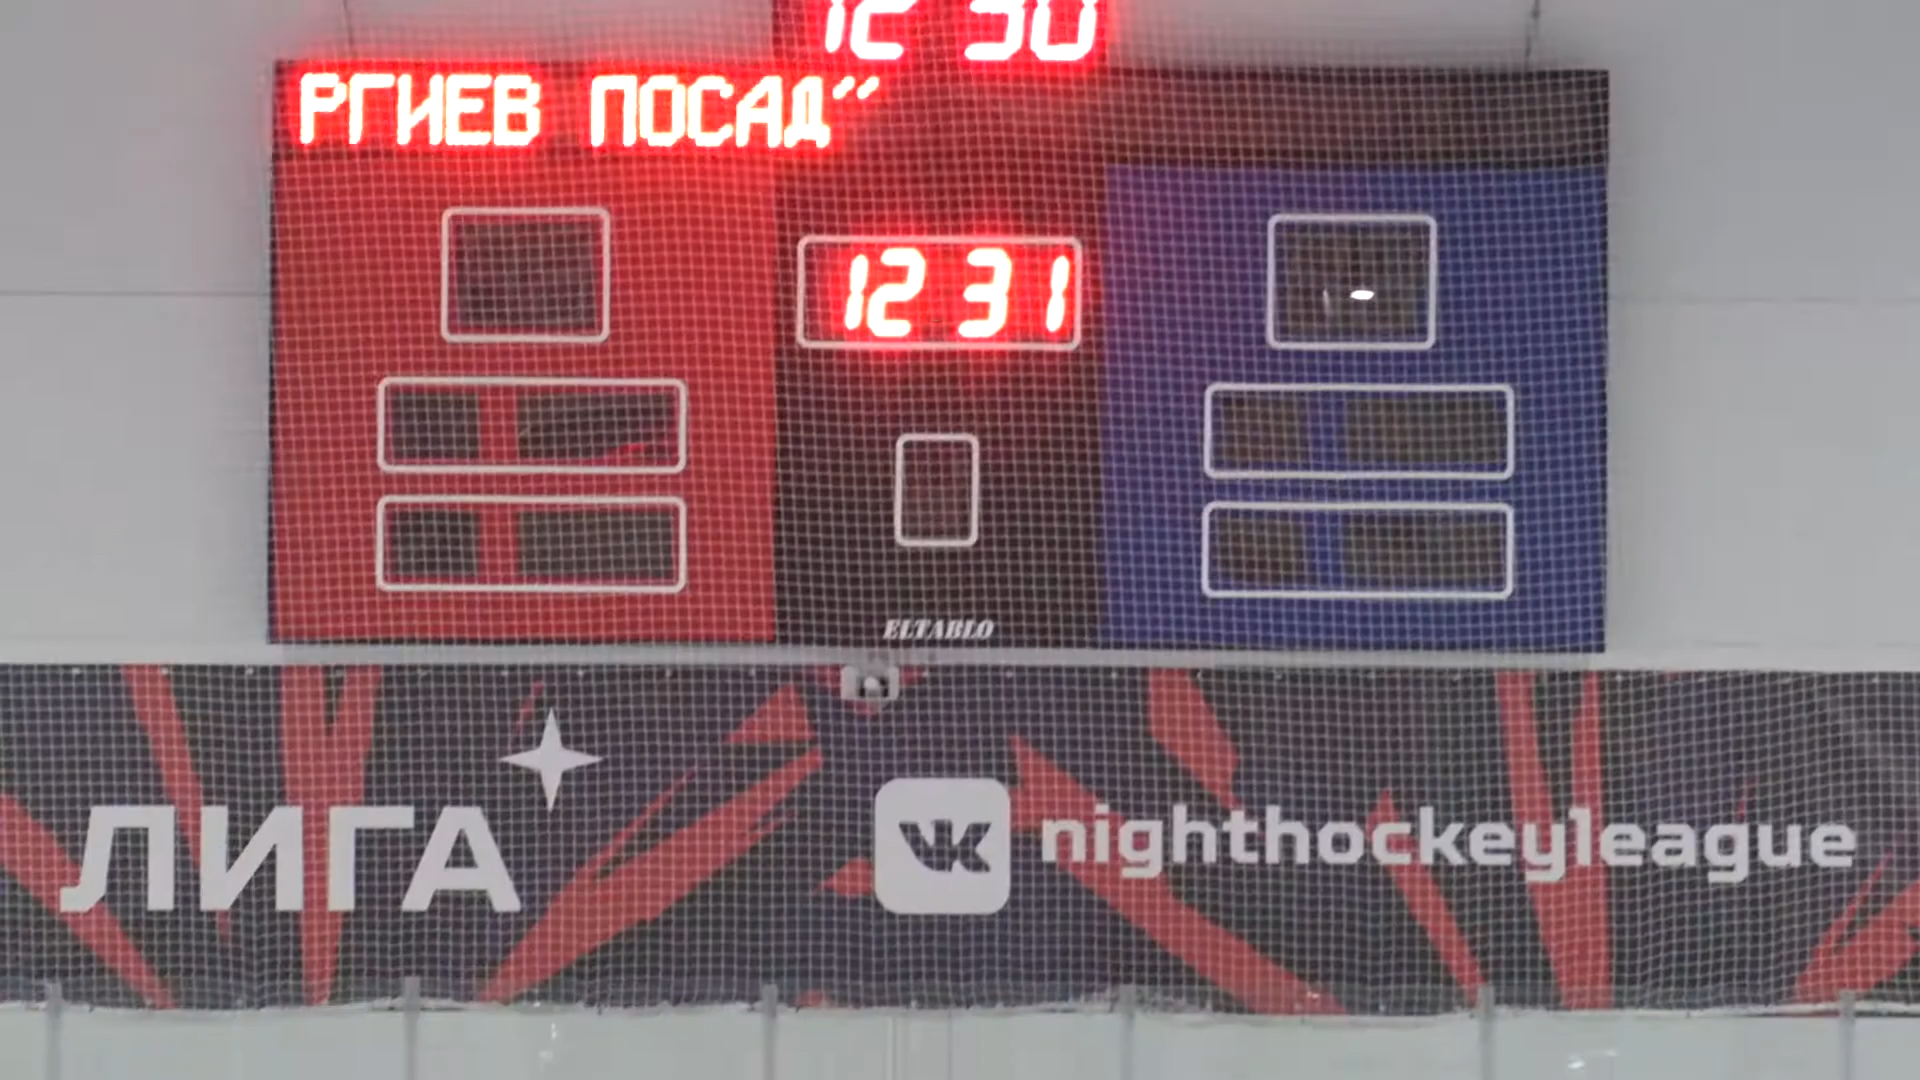 12 30
РГИЕВ ПОСАД”
12 31
ELTABLO
ЛИГА
nighthockeyleague